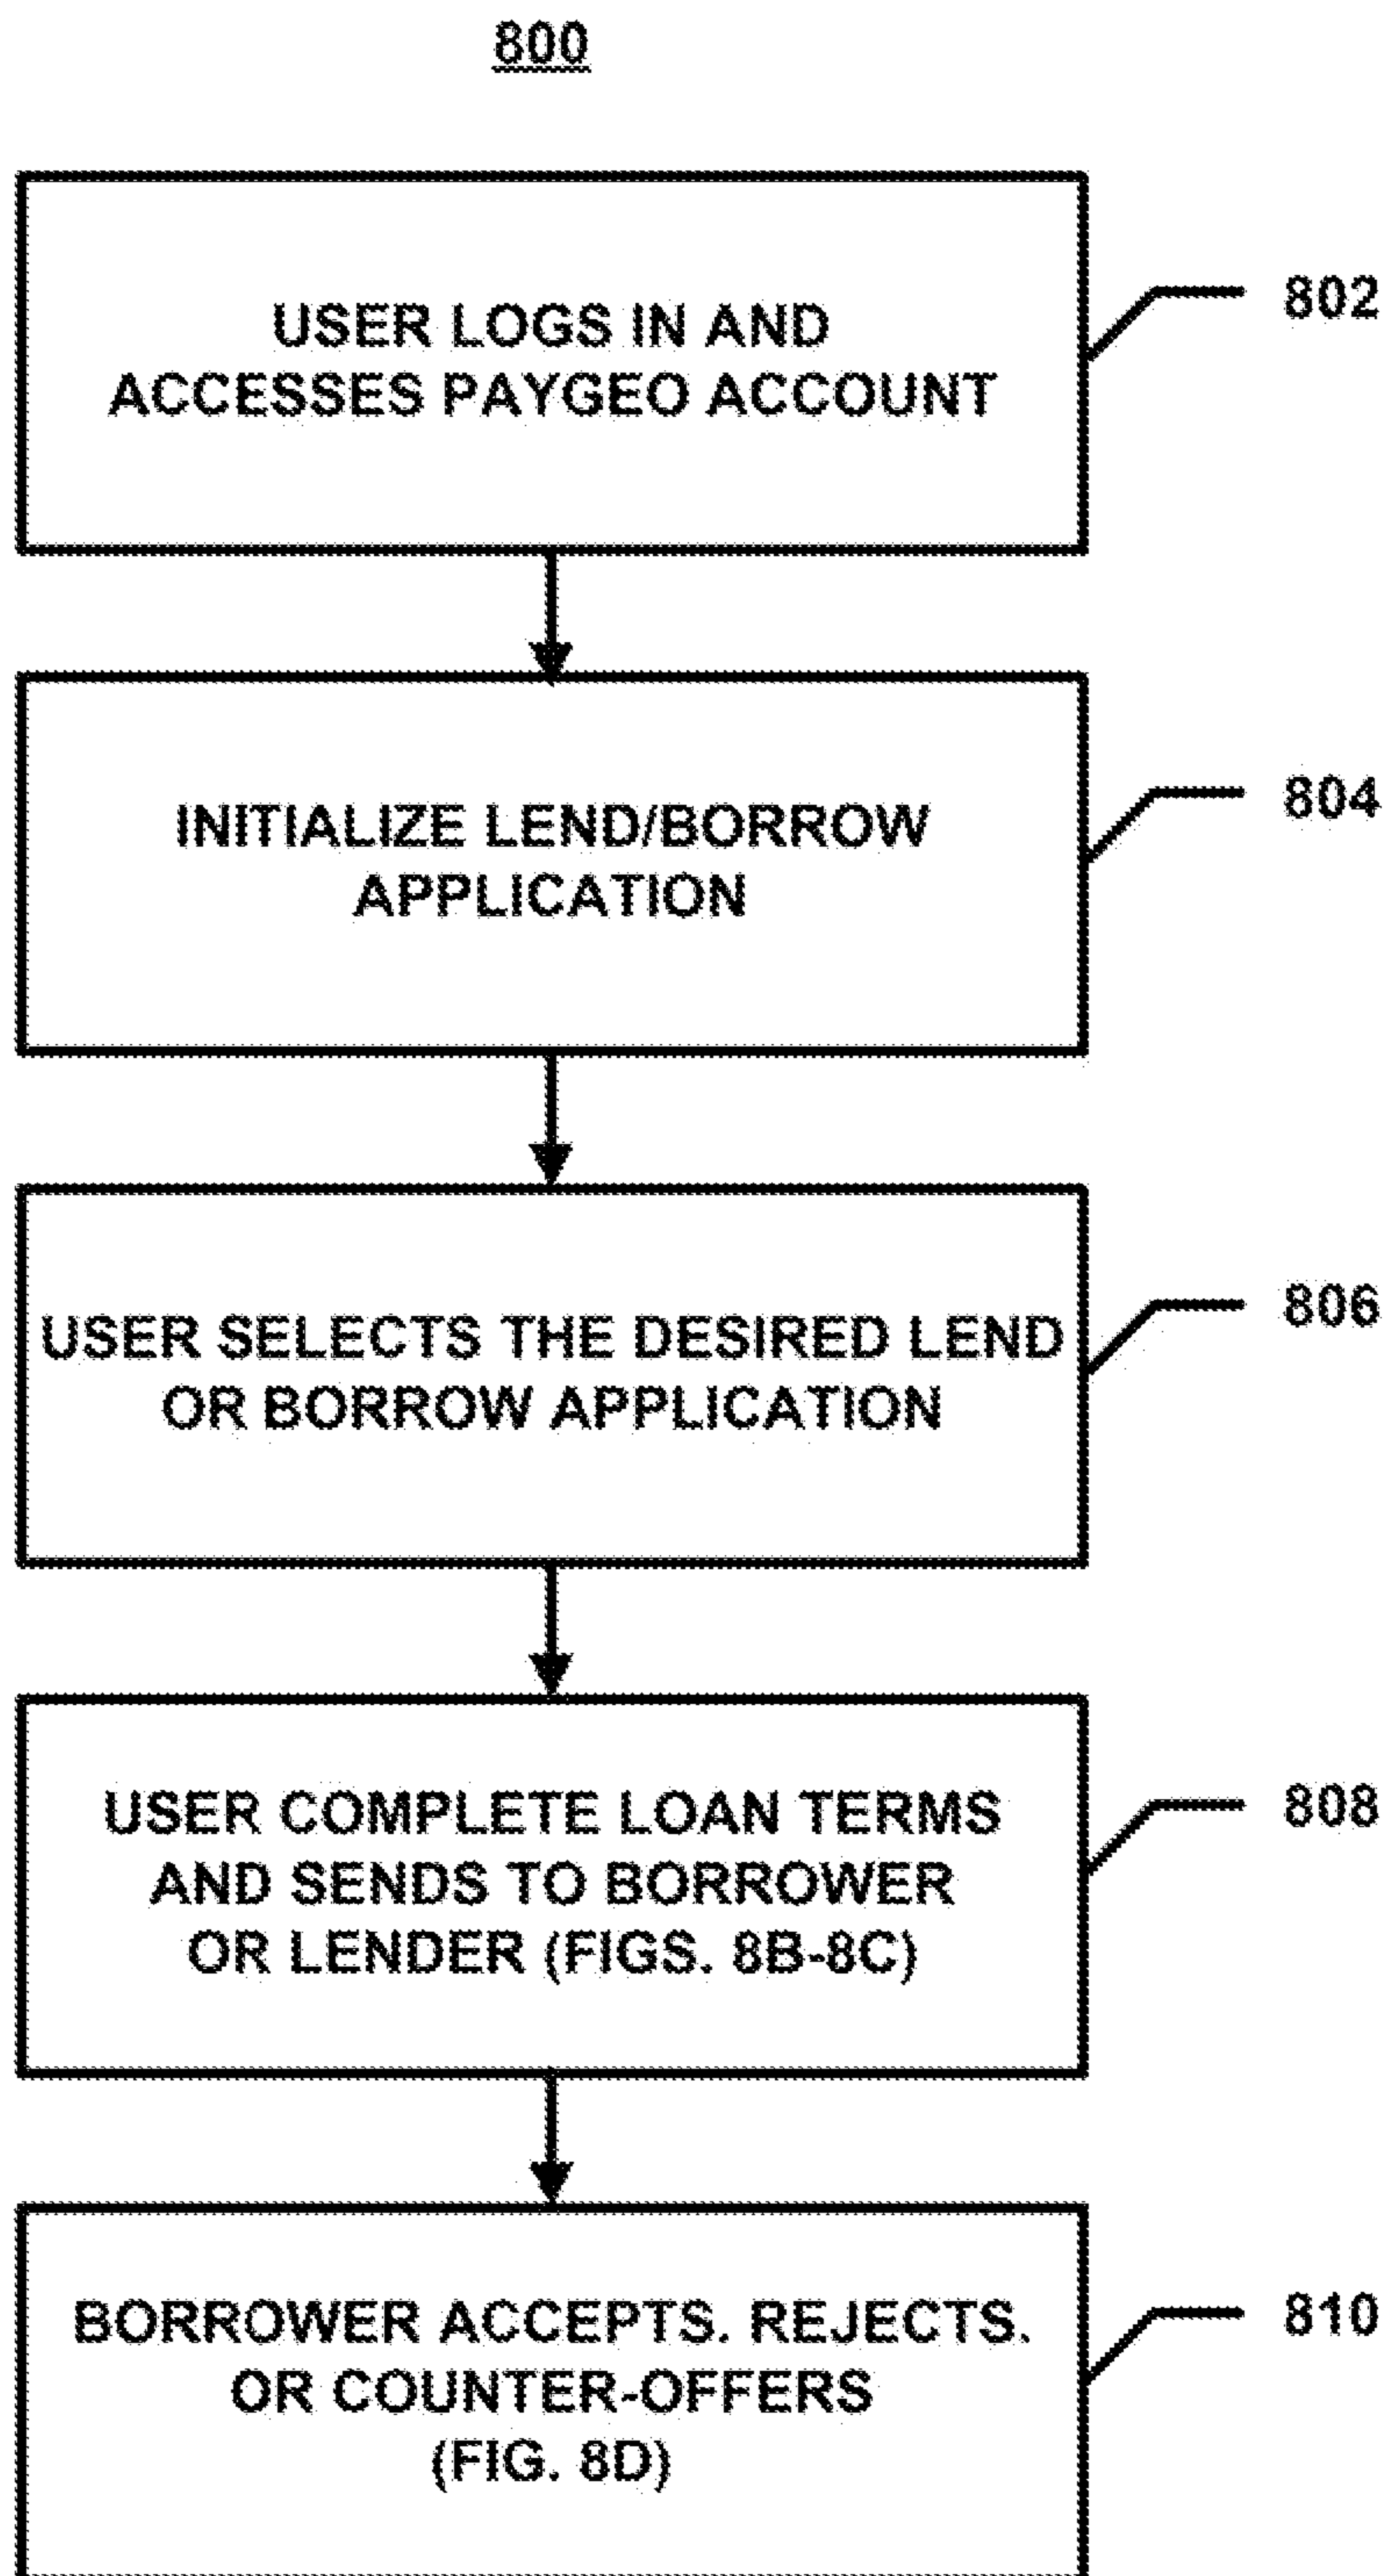 800
USER LOGS IN AND
ACCESSES PAYGEO ACCOUNT
802
INITIALIZE LEND/BORROW
APPLICATION
804
USER SELECTS THE DESIRED LEND
OR BORROW APPLICATION
806
USER COMPLETE LOAN TERMS
AND SENDS TO BORROWER
OR LENDER (FIGS. 8B-8C)
808
BORROWER ACCEPTS. REJECTS.
OR COUNTER-OFFERS
(FIG. 8D)
810